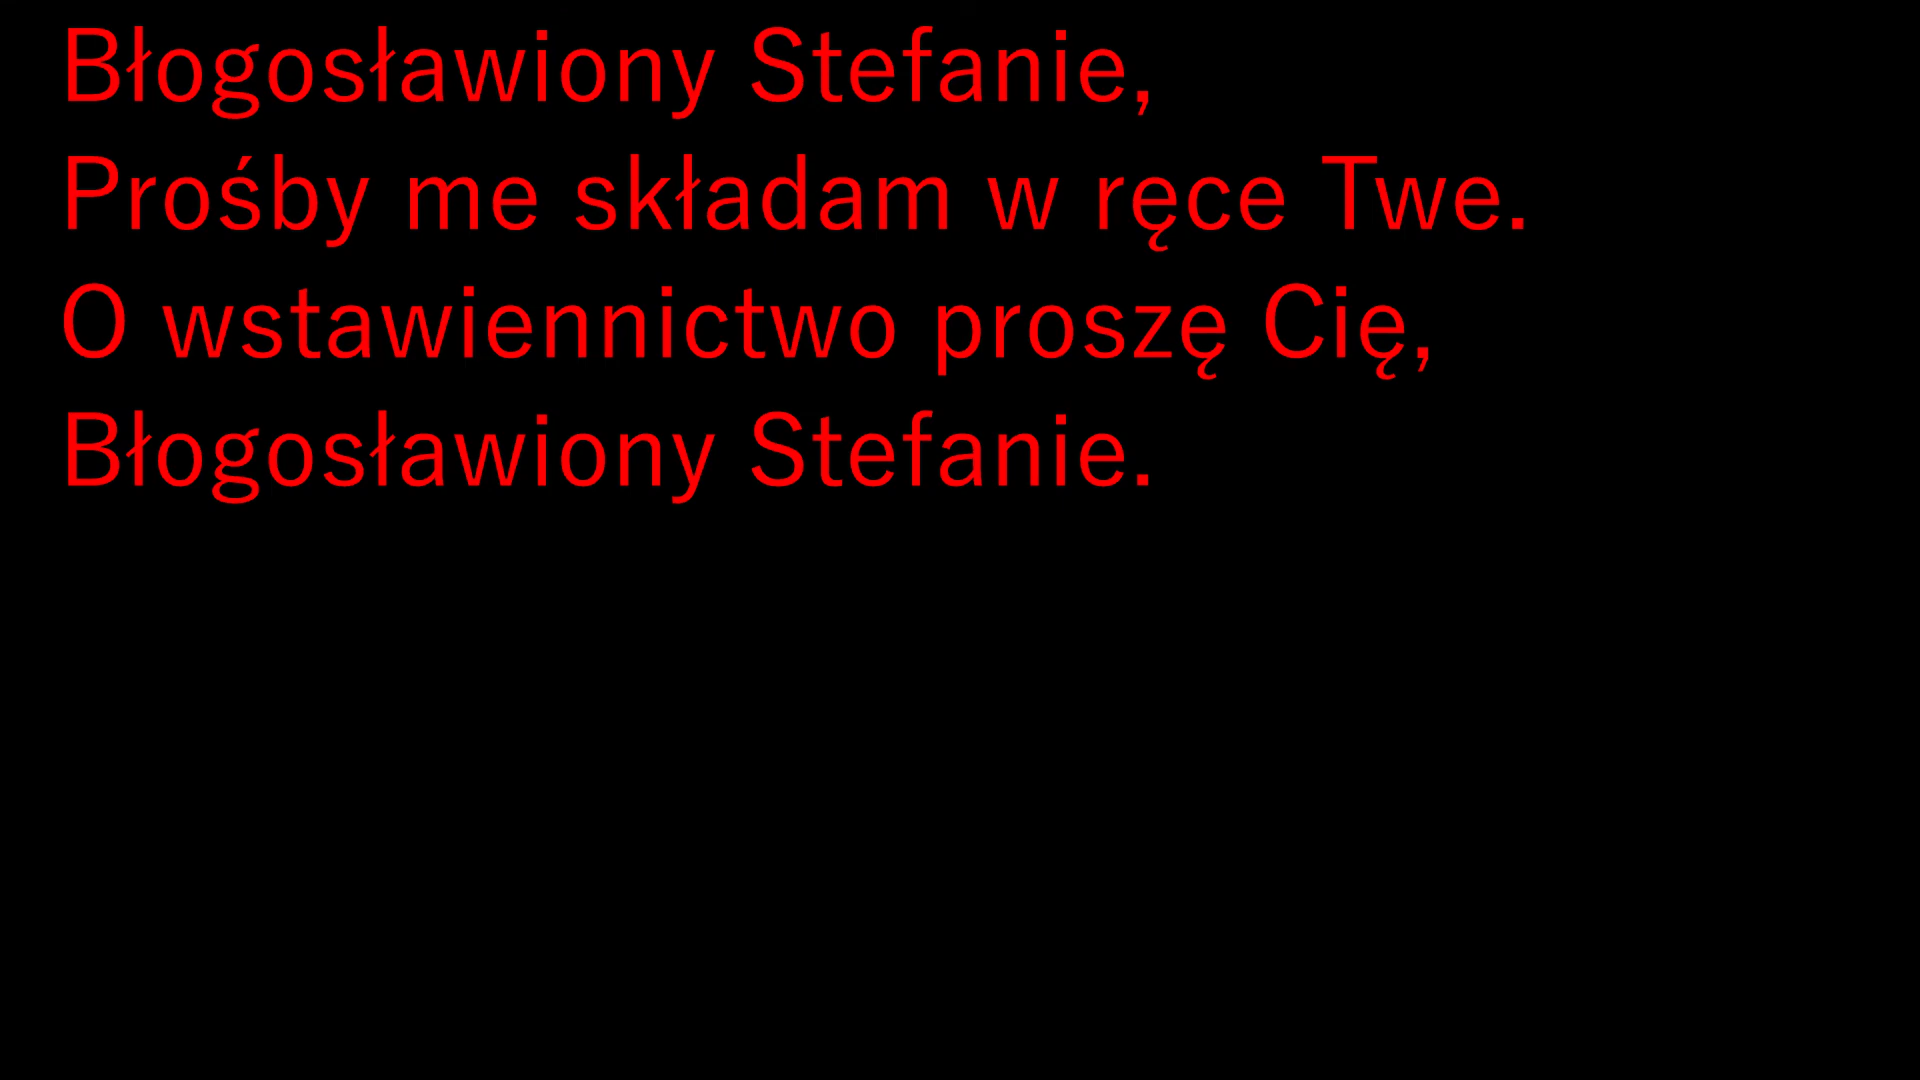 Błogosławiony Stefanie,
Prośby me składam w ręce Twe.
O wstawiennictwo proszę Cię,
Błogosławiony Stefanie.